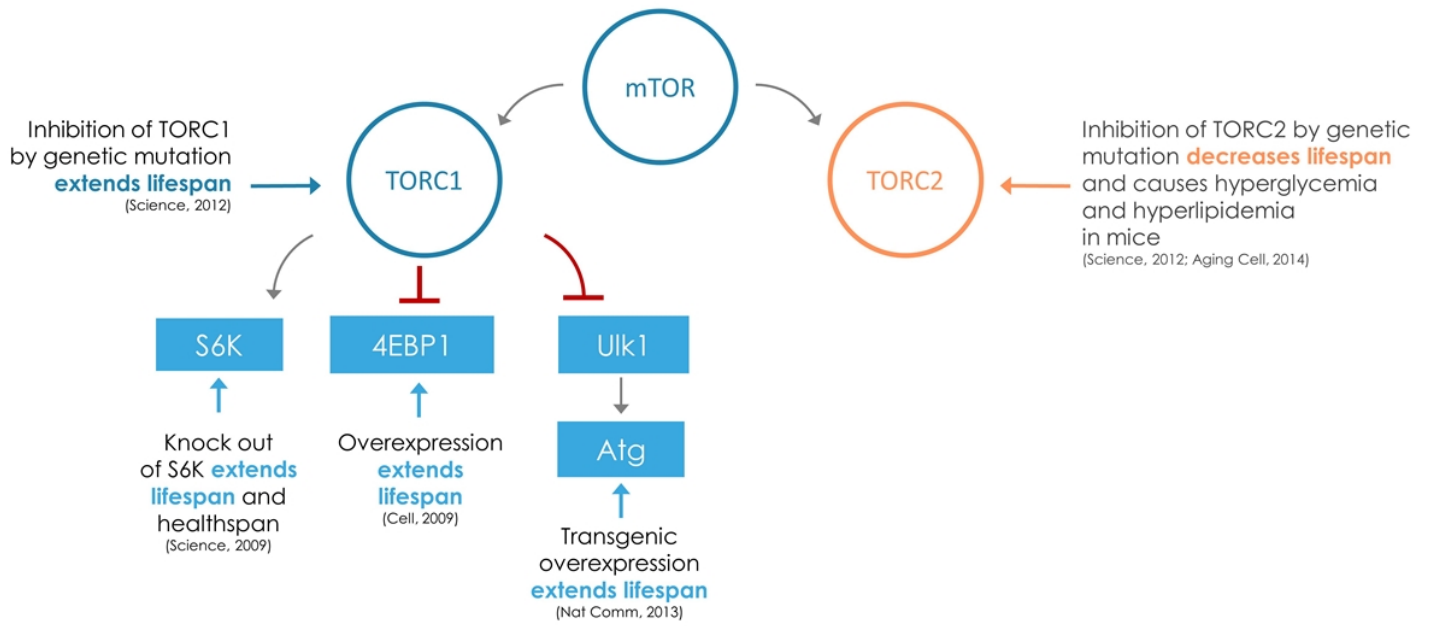 mTOR
Inhibition of TORC1
by genetic mutation
extends lifespan
(Science, 2012)
TORC1
TORC2
Inhibition of TORC2 by genetic
mutation decreases lifespan
and causes hyperglycemia
and hyperlipidemia
in mice
(Science, 2012; Aging Cell, 2014)
S6K
4EBP1
Ulk1
Atg
Knock out
of S6K extends
lifespan and
healthspan
(Science, 2009)
Overexpression
extends
lifespan
(Cell, 2009)
Transgenic
overexpression
extends lifespan
(Nat Comm, 2013)